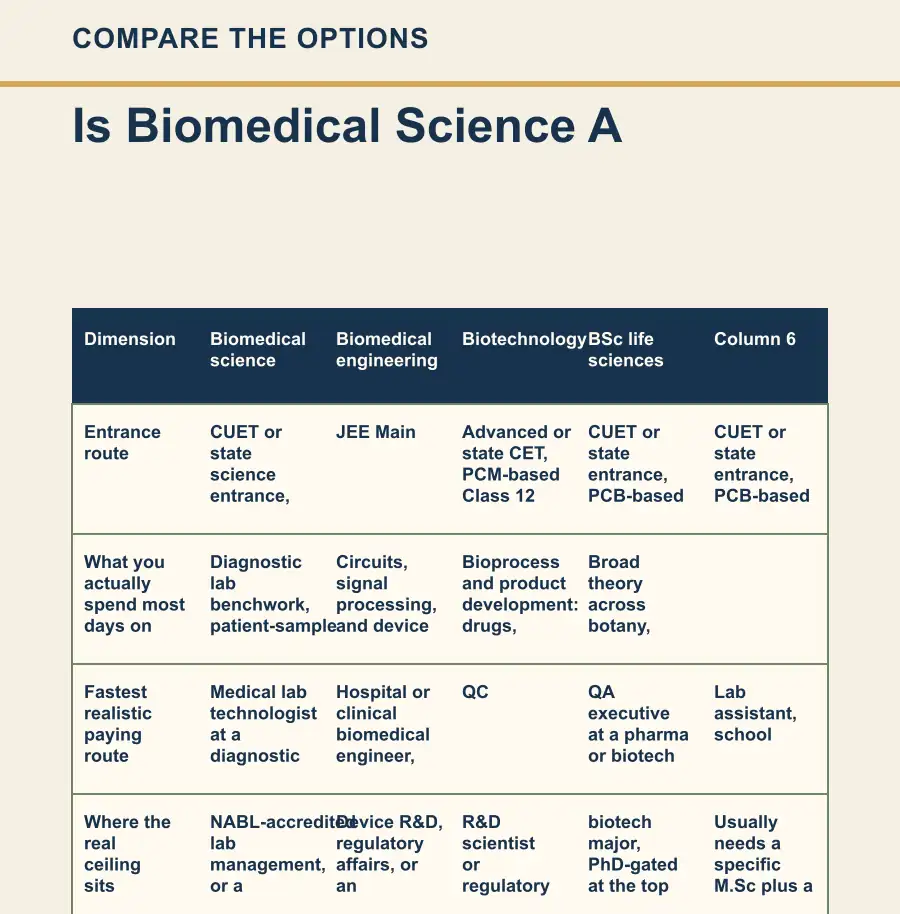 COMPARE THE OPTIONS
Is Biomedical Science A
Dimension
Biomedical
science
Biomedical
engineering
Biotechnology
BSc life
sciences
Column 6
Entrance
route
CUET or
state
science
entrance,
JEE Main
Advanced or
state CET,
PCM-based
Class 12
CUET or
state
entrance,
PCB-based
CUET or
state
entrance,
PCB-based
What you
actually
spend most
days on
Diagnostic
lab
benchwork,
patient-sample
Circuits,
signal
processing,
and device
Bioprocess
and product
development:
drugs,
Broad
theory
across
botany,
Fastest
realistic
paying
route
Medical lab
technologist
at a
diagnostic
Hospital or
clinical
biomedical
engineer,
QC
QA
executive
at a pharma
or biotech
Lab
assistant,
school
Where the
real
ceiling
sits
NABL-accredited
lab
management,
or a
Device R&D,
regulatory
affairs, or
an
R&D
scientist
or
regulatory
biotech
major,
PhD-gated
at the top
Usually
needs a
specific
M.Sc plus a